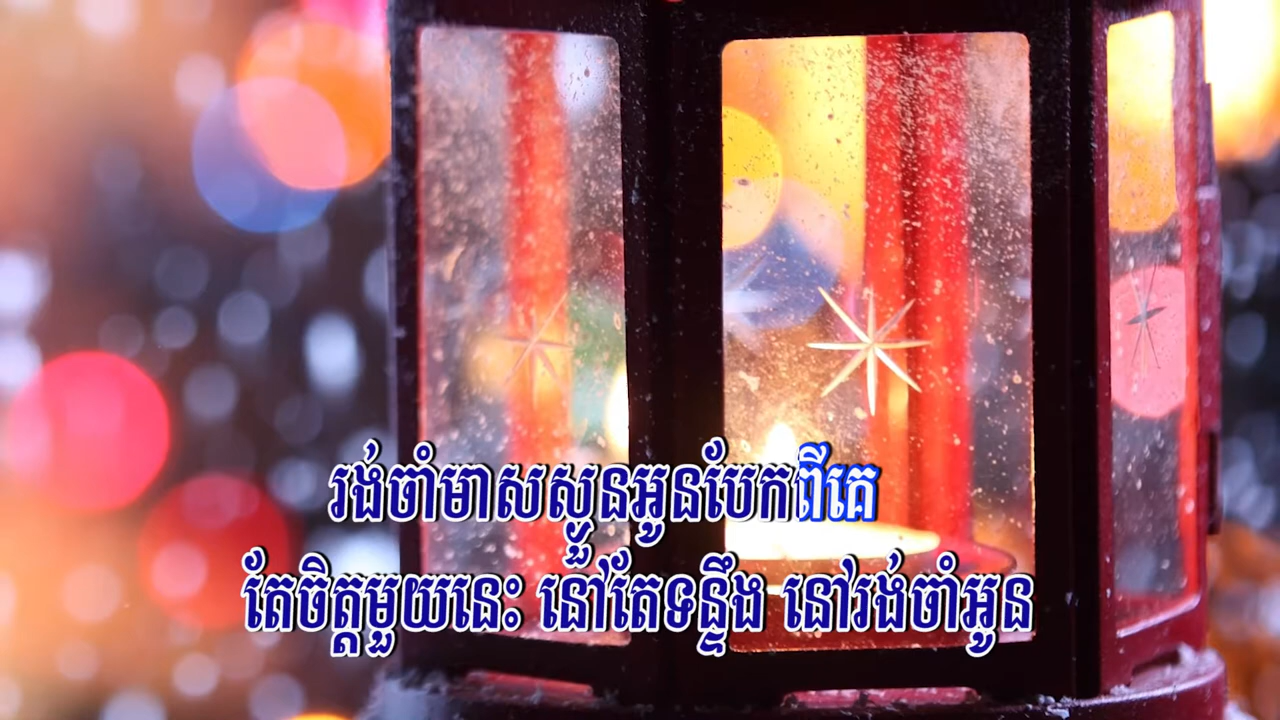 រង់ចាំមាសស្ងួនអូនបែកពីគេ
តែចិត្តមួយនេះ នៅតែទន្ទឹង នៅរង់ចាំអូន